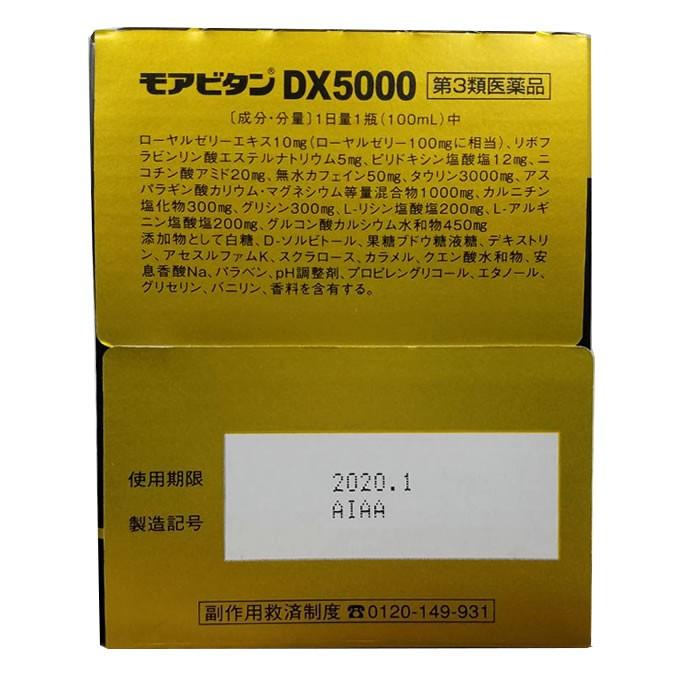 モアビタン® DX5000 第3類医薬品
〔成分・分量〕1日量1瓶(100mL)中
ローヤルゼリーエキス10mg(ローヤルゼリー100mgに相当)、リボフ
ラビンリン酸エステルナトリウム5mg、ピリドキシン塩酸塩12mg、ニ
コチン酸アミド20mg、無水カフェイン50mg、タウリン3000mg、アス
パラギン酸カリウム・マグネシウム等量混合物1000mg、カルニチン
塩化物300mg、グリシン300mg、L-リシン塩酸塩200mg、L-アルギ
ニン塩酸塩200mg、グルコン酸カルシウム水和物450mg
添加物として白糖、D-ソルビトール、果糖ブドウ糖液糖、デキストリ
ン、アセスルファムK、スクラロース、カラメル、クエン酸水和物、安
息香酸Na、パラベン、pH調整剤、プロピレングリコール、エタノール、
グリセリン、バニリン、香料を含有する。
使用期限 2020.1
製造記号 AIAA
副作用救済制度 ☎0120-149-931